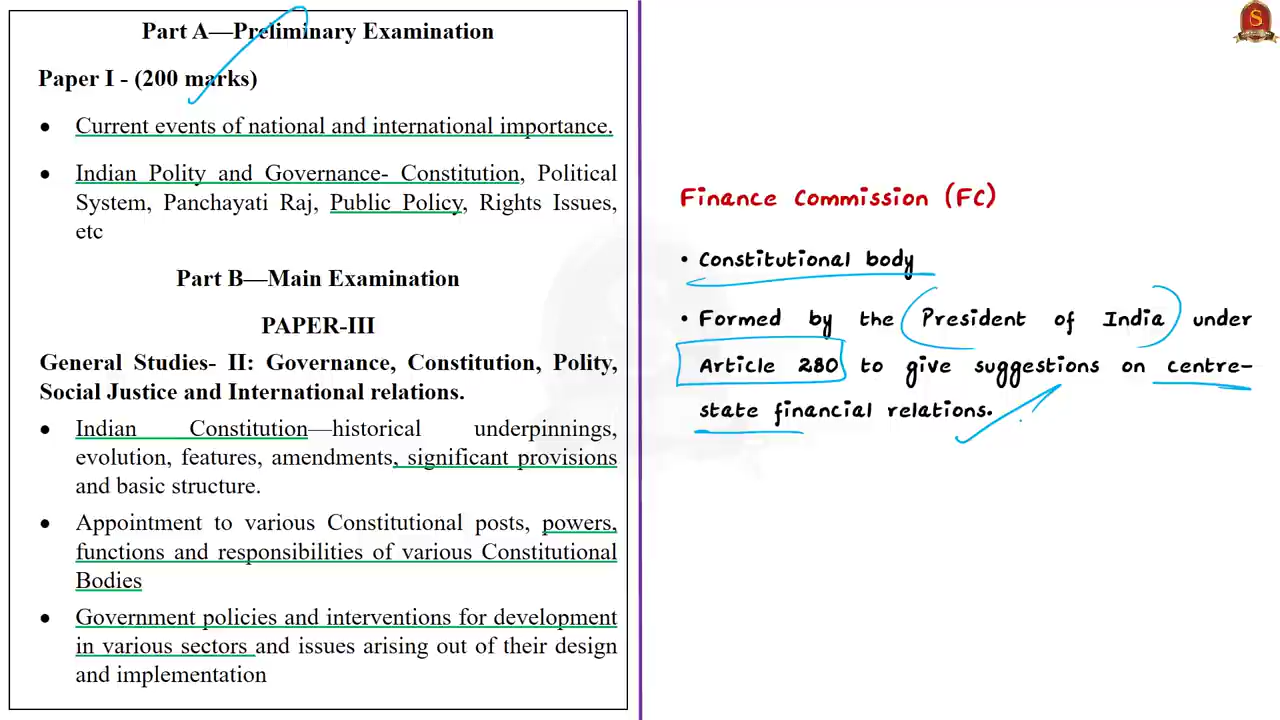 Part A—Preliminary Examination
Paper I - (200 marks)
● Current events of national and international importance.
● Indian Polity and Governance- Constitution, Political
System, Panchayati Raj, Public Policy, Rights Issues,
etc
Part B—Main Examination
PAPER-III
General Studies- II: Governance, Constitution, Polity,
Social Justice and International relations.
● Indian Constitution—historical underpinnings,
evolution, features, amendments, significant provisions
and basic structure.
● Appointment to various Constitutional posts, powers,
functions and responsibilities of various Constitutional
Bodies
● Government policies and interventions for development
in various sectors and issues arising out of their design
and implementation
Finance Commission (FC)
• Constitutional body
• Formed by the President of India under
Article 280 to give suggestions on centre-
state financial relations.
S